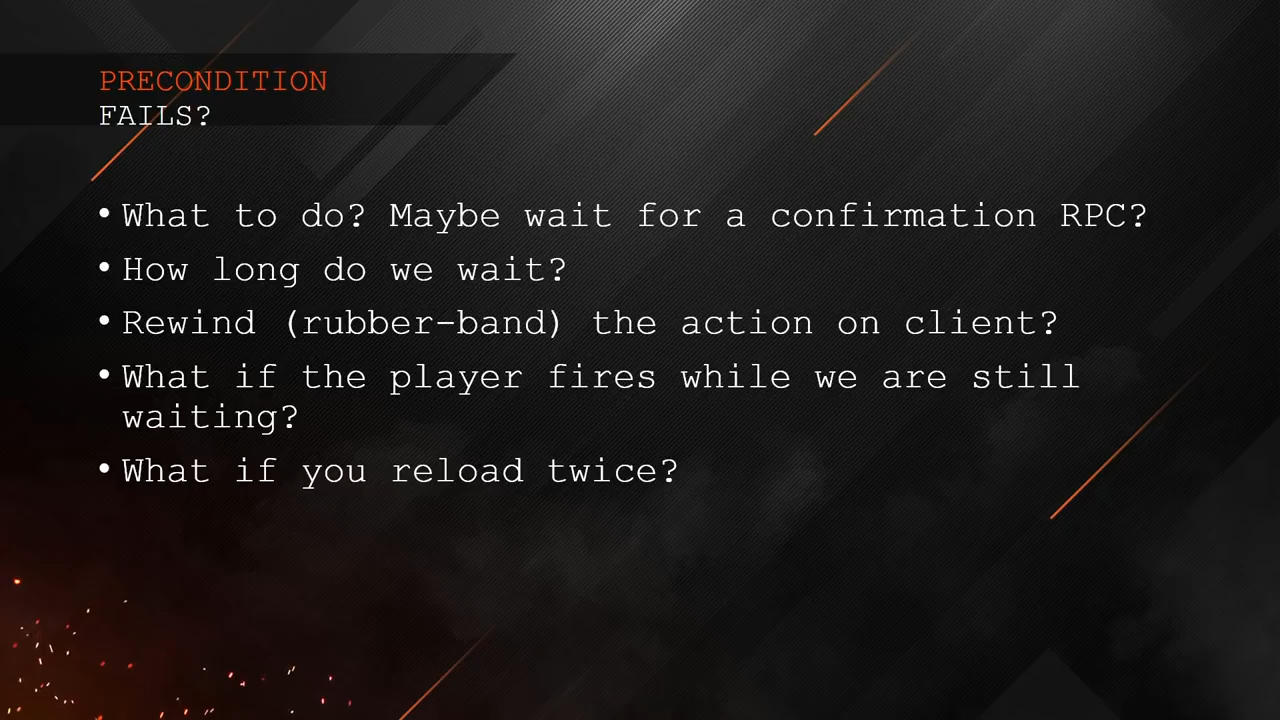 PRECONDITION
FAILS?
• What to do? Maybe wait for a confirmation RPC?
• How long do we wait?
• Rewind (rubber-band) the action on client?
• What if the player fires while we are still
waiting?
• What if you reload twice?